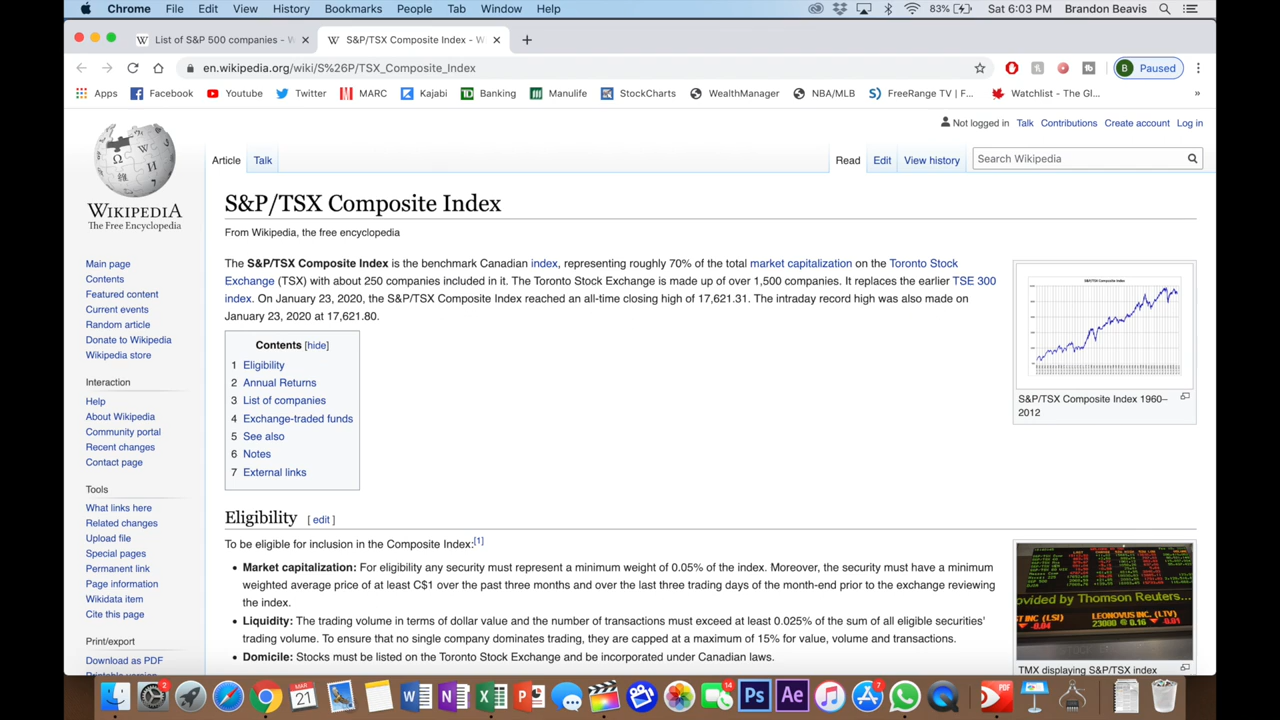 Chrome File Edit View History Bookmarks People Tab Window Help 83% Sat 6:03 PM Brandon Beavis
List of S&P 500 companies - W S&P/TSX Composite Index - Wi
en.wikipedia.org/wiki/S%26P/TSX_Composite_Index B Paused
Apps Facebook Youtube Twitter MARC Kajabi Banking Manulife StockCharts WealthManager NBA/MLB FreeRange TV | F... Watchlist - The Gl... »
Not logged in Talk Contributions Create account Log in
Article Talk Read Edit View history Search Wikipedia
WIKIPEDIA
The Free Encyclopedia
Main page
Contents
Featured content
Current events
Random article
Donate to Wikipedia
Wikipedia store
Interaction
Help
About Wikipedia
Community portal
Recent changes
Contact page
Tools
What links here
Related changes
Upload file
Special pages
Permanent link
Page information
Wikidata item
Cite this page
Print/export
Download as PDF
S&P/TSX Composite Index
From Wikipedia, the free encyclopedia
The S&P/TSX Composite Index is the benchmark Canadian index, representing roughly 70% of the total market capitalization on the Toronto Stock
Exchange (TSX) with about 250 companies included in it. The Toronto Stock Exchange is made up of over 1,500 companies. It replaces the earlier TSE 300
index. On January 23, 2020, the S&P/TSX Composite Index reached an all-time closing high of 17,621.31. The intraday record high was also made on
January 23, 2020 at 17,621.80.
S&P/TSX Composite Index
S&P/TSX Composite Index 1960–
2012
Contents [hide]
1 Eligibility
2 Annual Returns
3 List of companies
4 Exchange-traded funds
5 See also
6 Notes
7 External links
Eligibility [ edit ]
To be eligible for inclusion in the Composite Index:[1]
• Market capitalization: For eligibility any security must represent a minimum weight of 0.05% of the index. Moreover, the security must have a minimum
weighted average price of at least C$1 over the past three months and over the last three trading days of the month-end prior to the exchange reviewing
the index.
• Liquidity: The trading volume in terms of dollar value and the number of transactions must exceed at least 0.025% of the sum of all eligible securities'
trading volume. To ensure that no single company dominates trading, they are capped at a maximum of 15% for value, volume and transactions.
• Domicile: Stocks must be listed on the Toronto Stock Exchange and be incorporated under Canadian laws.
ovided by Thomson Reuters...
LEONOVUS INC. (LTV)
TMX displaying S&P/TSX index
2 MAR 21 14 7 PDF